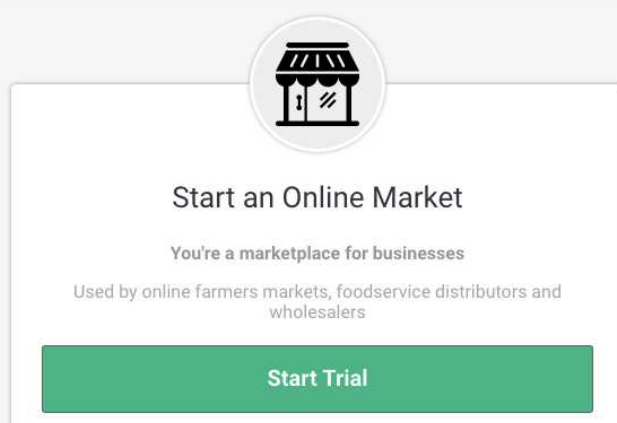 Start an Online Market
You're a marketplace for businesses
Used by online farmers markets, foodservice distributors and
wholesalers
Start Trial